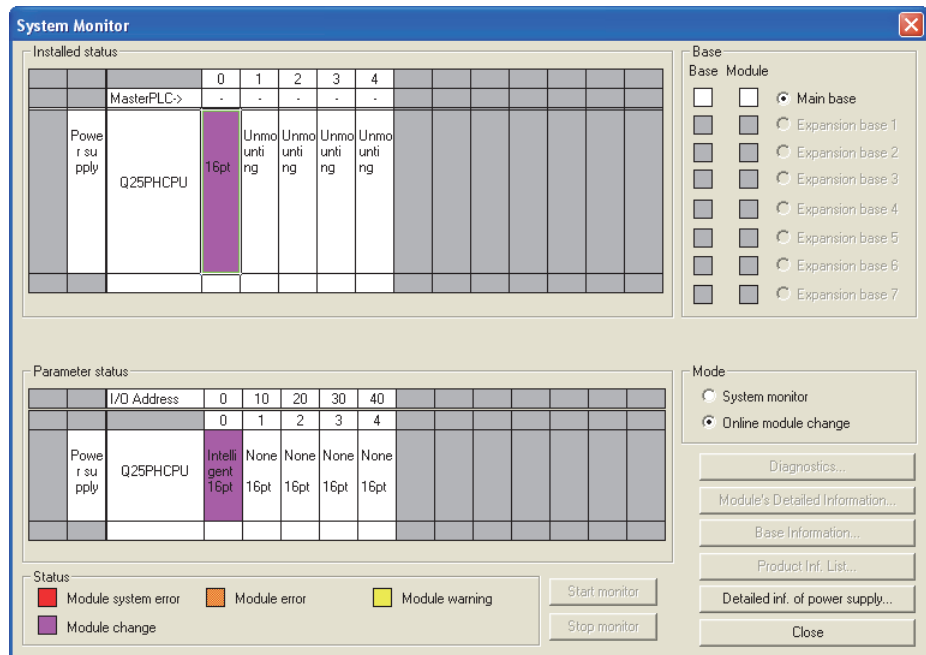 System Monitor
Installed status
0 1 2 3 4
MasterPLC-> - - - - -
Powe
r su
pply
Q25PHCPU
16pt
Unmo
unti
ng
Unmo
unti
ng
Unmo
unti
ng
Unmo
unti
ng
Base
Base Module
Main base
Expansion base 1
Expansion base 2
Expansion base 3
Expansion base 4
Expansion base 5
Expansion base 6
Expansion base 7
Parameter status
I/O Address 0 10 20 30 40
0 1 2 3 4
Powe
r su
pply
Q25PHCPU
Intelli
gent
16pt
None
16pt
None
16pt
None
16pt
None
16pt
Mode
System monitor
Online module change
Diagnostics...
Module's Detailed Information...
Base Information...
Product Inf. List...
Detailed inf. of power supply...
Close
Status
Module system error
Module error
Module warning
Module change
Start monitor
Stop monitor